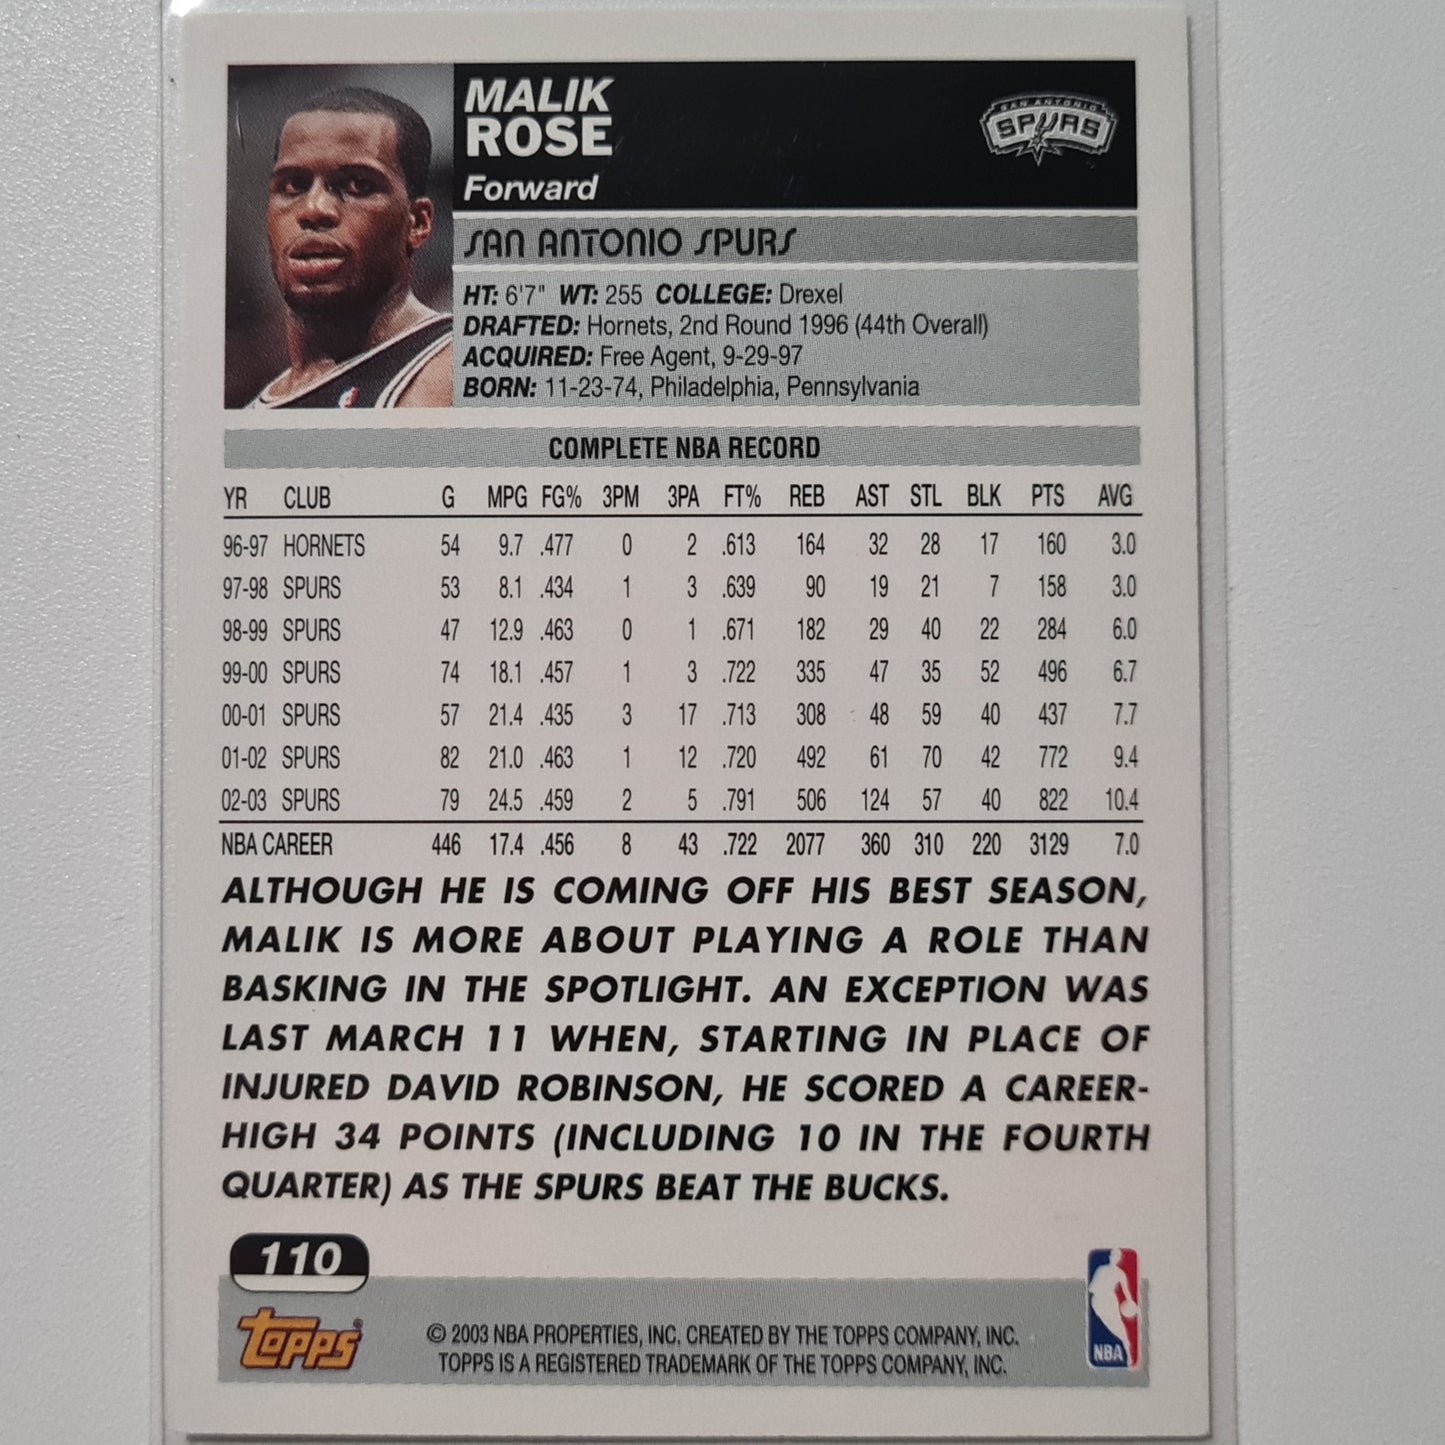 MALIK
ROSE
Forward
SAN ANTONIO
SPURS
SAN ANTONIO SPURS
HT: 6'7" WT: 255 COLLEGE: Drexel
DRAFTED: Hornets, 2nd Round 1996 (44th Overall)
ACQUIRED: Free Agent, 9-29-97
BORN: 11-23-74, Philadelphia, Pennsylvania
COMPLETE NBA RECORD
YR CLUB G MPG FG% 3PM 3PA FT% REB AST STL BLK PTS AVG
96-97 HORNETS 54 9.7 .477 0 2 .613 164 32 28 17 160 3.0
97-98 SPURS 53 8.1 .434 1 3 .639 90 19 21 7 158 3.0
98-99 SPURS 47 12.9 .463 0 1 .671 182 29 40 22 284 6.0
99-00 SPURS 74 18.1 .457 1 3 .722 335 47 35 52 496 6.7
00-01 SPURS 57 21.4 .435 3 17 .713 308 48 59 40 437 7.7
01-02 SPURS 82 21.0 .463 1 12 .720 492 61 70 42 772 9.4
02-03 SPURS 79 24.5 .459 2 5 .791 506 124 57 40 822 10.4
NBA CAREER 446 17.4 .456 8 43 .722 2077 360 310 220 3129 7.0
ALTHOUGH HE IS COMING OFF HIS BEST SEASON,
MALIK IS MORE ABOUT PLAYING A ROLE THAN
BASKING IN THE SPOTLIGHT. AN EXCEPTION WAS
LAST MARCH 11 WHEN, STARTING IN PLACE OF
INJURED DAVID ROBINSON, HE SCORED A CAREER-
HIGH 34 POINTS (INCLUDING 10 IN THE FOURTH
QUARTER) AS THE SPURS BEAT THE BUCKS.
110
Topps®
© 2003 NBA PROPERTIES, INC. CREATED BY THE TOPPS COMPANY, INC.
TOPPS IS A REGISTERED TRADEMARK OF THE TOPPS COMPANY, INC.
NBA